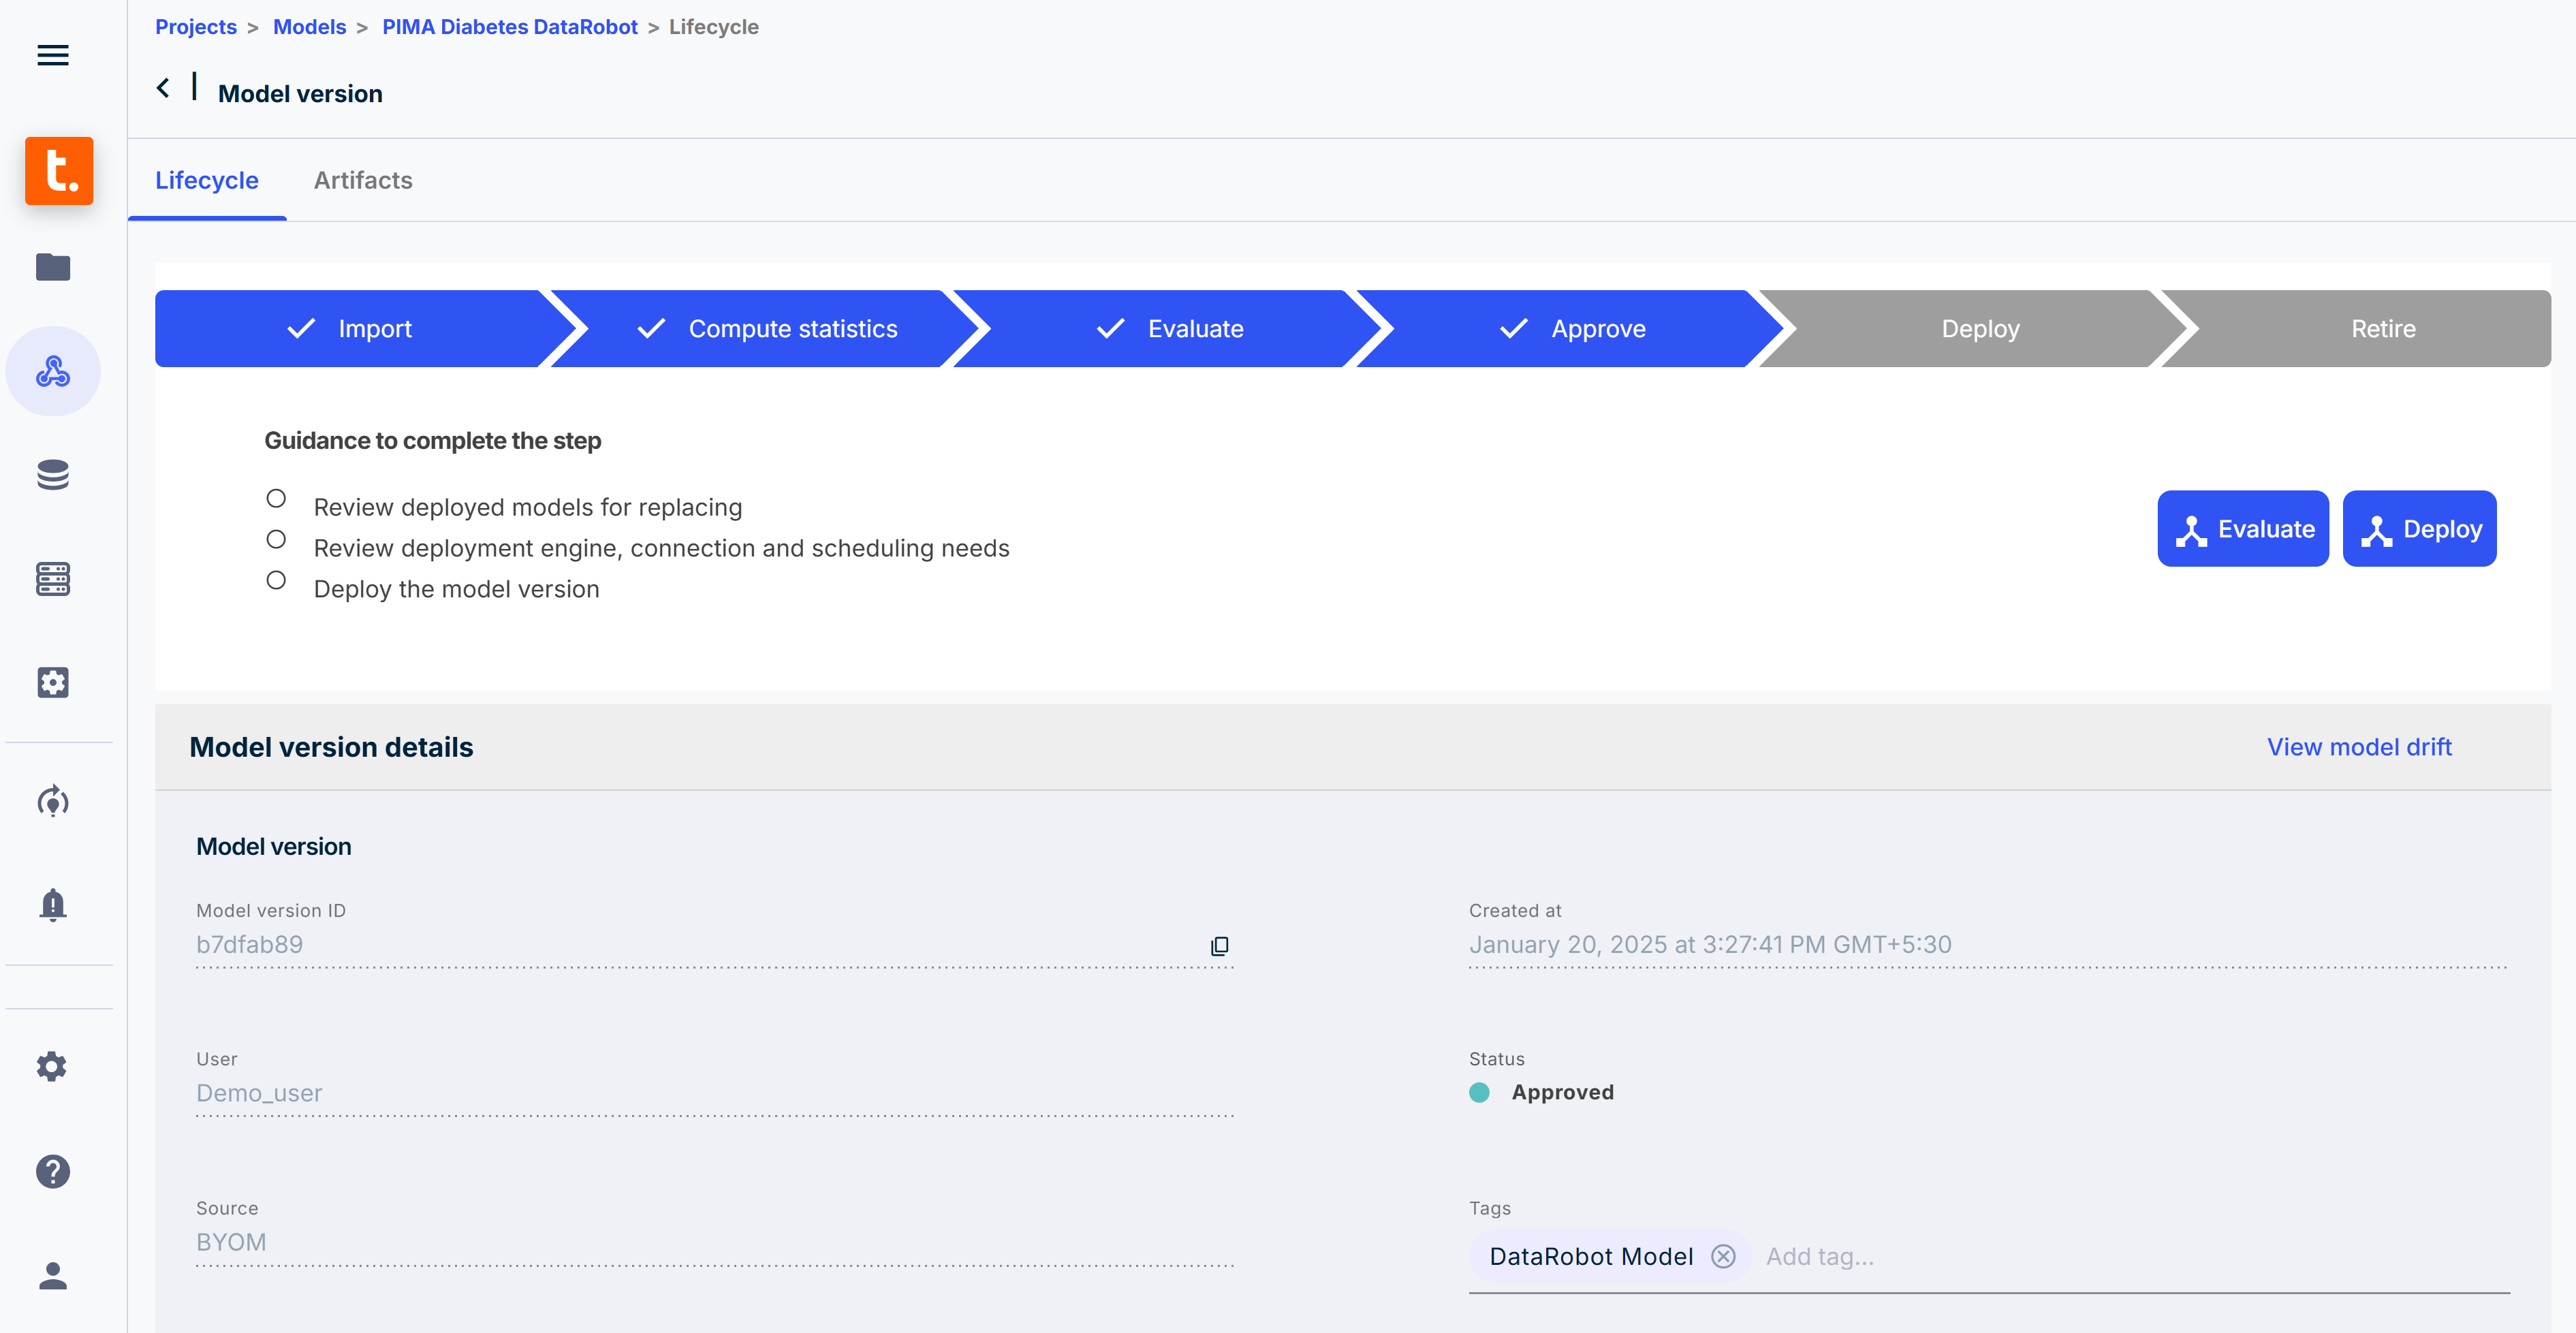 Projects > Models > PIMA Diabetes DataRobot > Lifecycle
Model version
t.
Lifecycle Artifacts
Import Compute statistics Evaluate Approve Deploy Retire
Guidance to complete the step
Review deployed models for replacing
Review deployment engine, connection and scheduling needs
Deploy the model version
Evaluate Deploy
Model version details View model drift
Model version
Model version ID Created at
b7dfab89 January 20, 2025 at 3:27:41 PM GMT+5:30
User Status
Demo_user Approved
Source Tags
BYOM DataRobot Model Add tag...